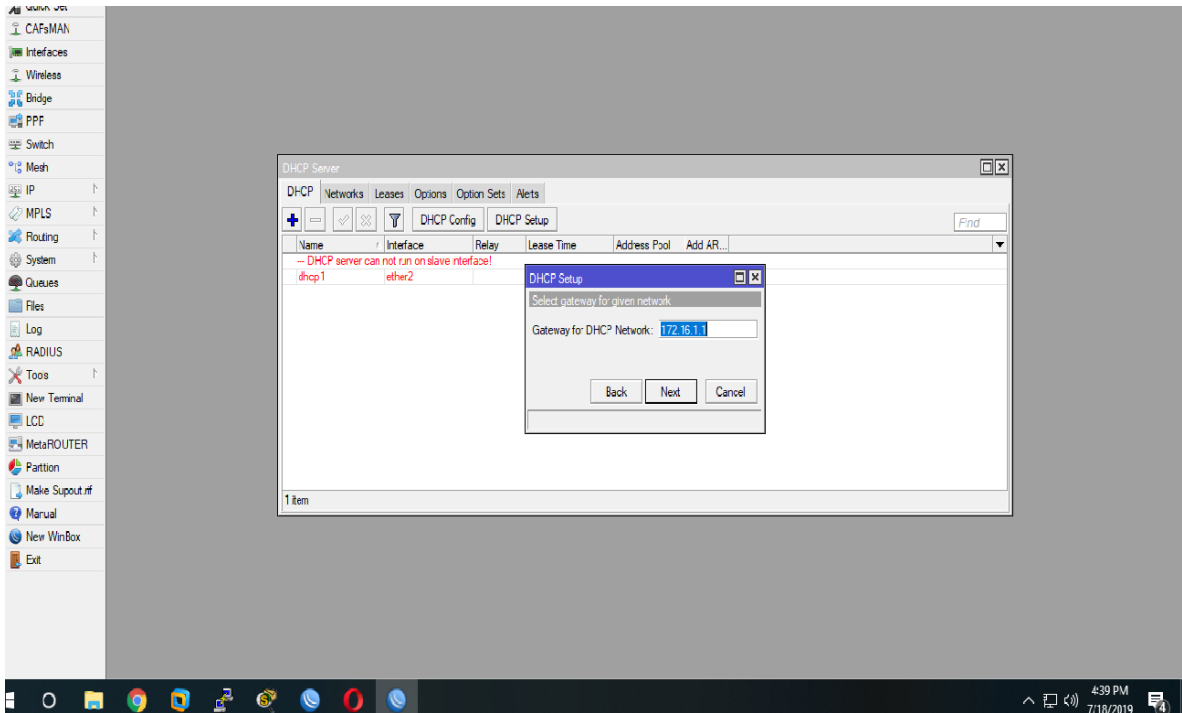 Quick Set
CAPsMAN
Interfaces
Wireless
Bridge
PPP
Switch
Mesh
IP
MPLS
Routing
System
Queues
Files
Log
RADIUS
Tools
New Terminal
LCD
MetaROUTER
Partition
Make Supout.rif
Manual
New WinBox
Exit
DHCP Server
DHCP Networks Leases Options Option Sets Alerts
DHCP Config DHCP Setup Find
Name Interface Relay Lease Time Address Pool Add AR...
--- DHCP server can not run on slave interface!
dhcp1 ether2
1 item
DHCP Setup
Select gateway for given network
Gateway for DHCP Network: 172.16.1.1
Back Next Cancel
4:39 PM
7/18/2019
4